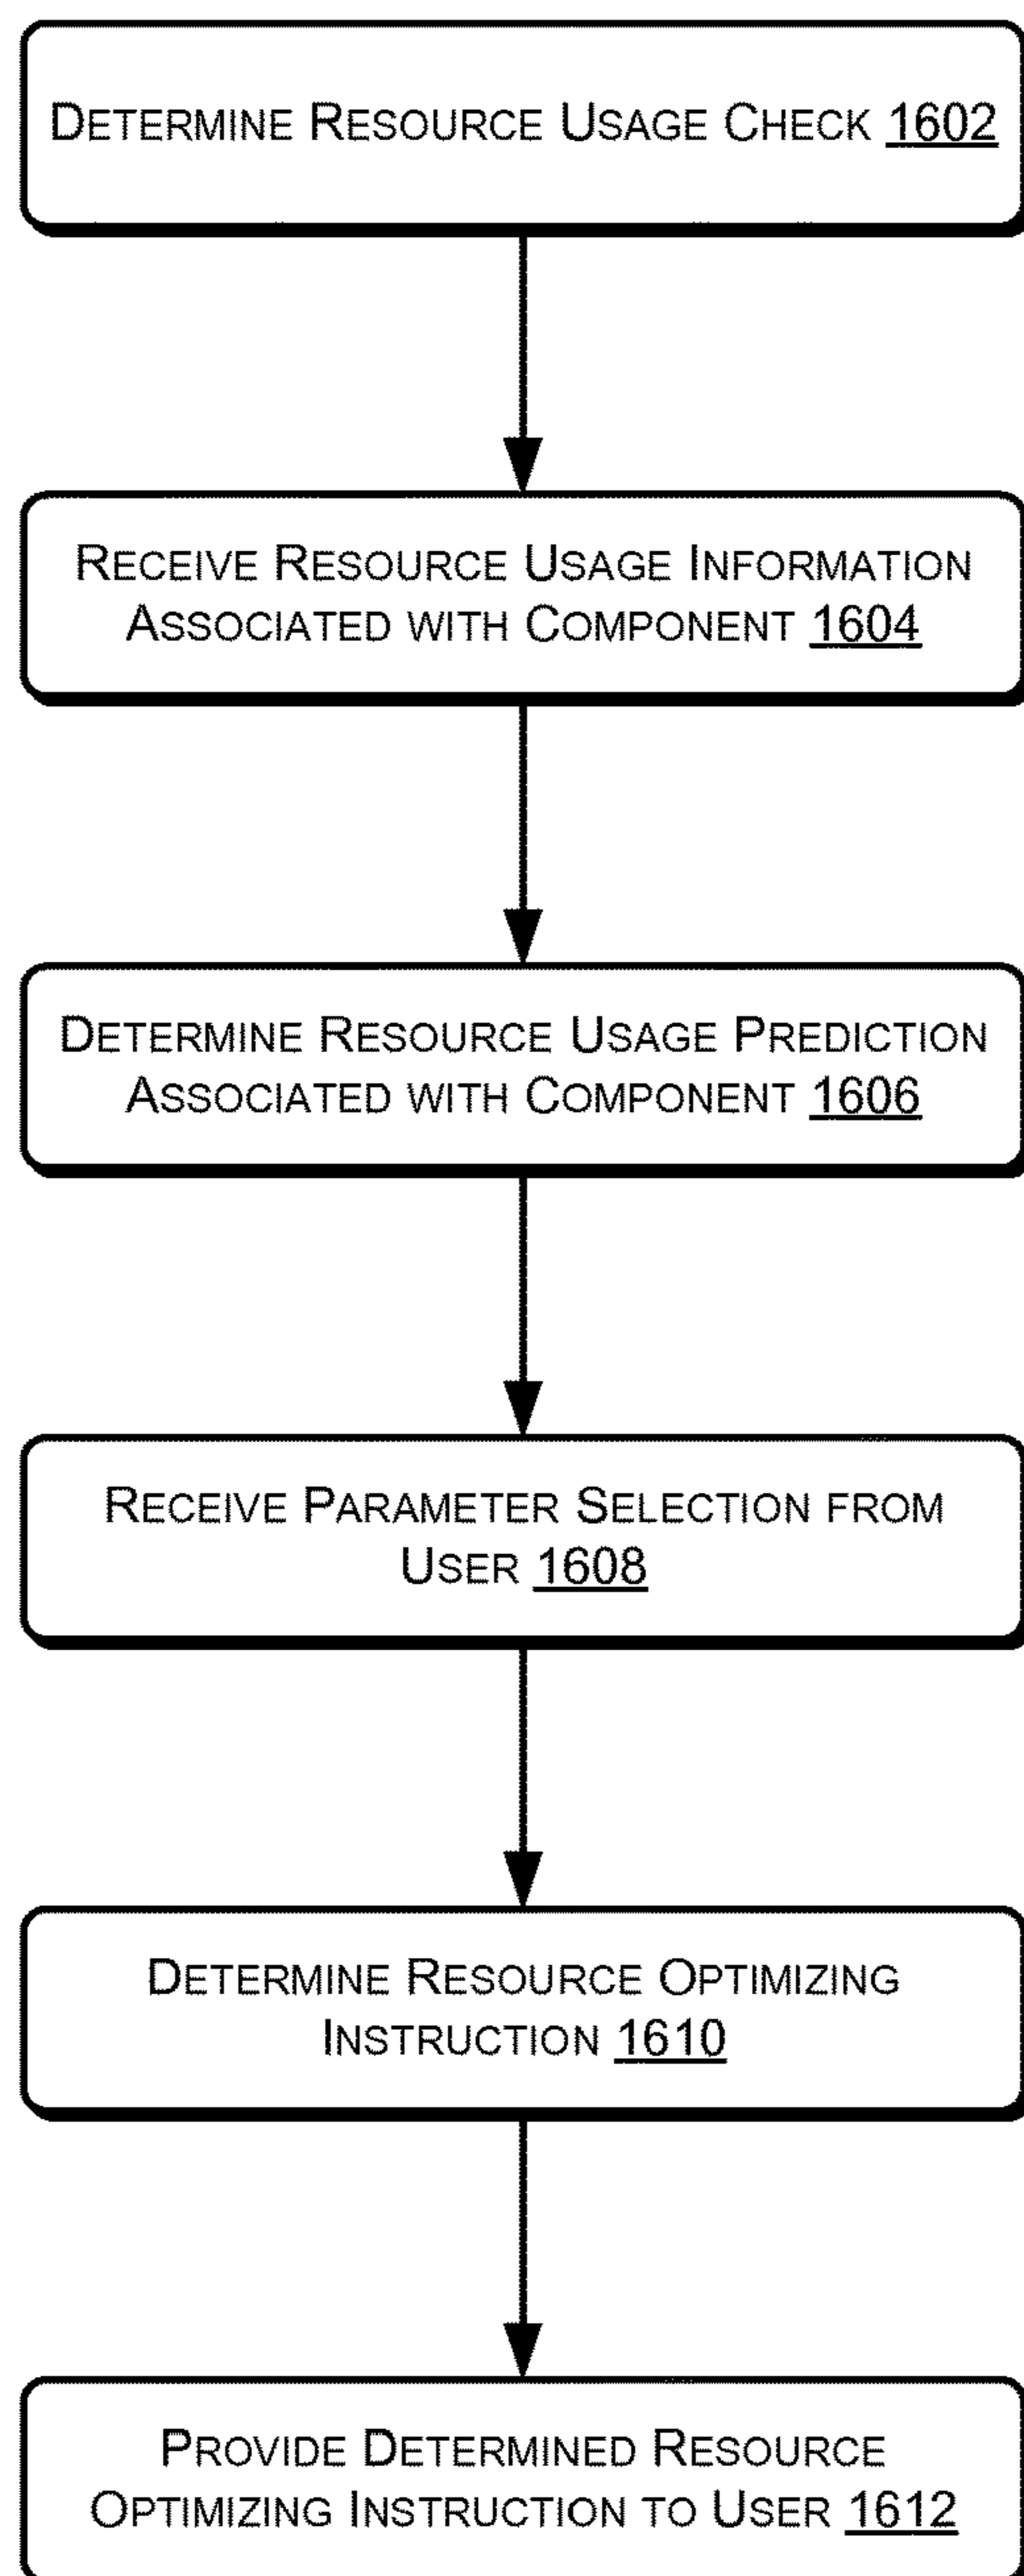 DETERMINE RESOURCE USAGE CHECK 1602
RECEIVE RESOURCE USAGE INFORMATION
ASSOCIATED WITH COMPONENT 1604
DETERMINE RESOURCE USAGE PREDICTION
ASSOCIATED WITH COMPONENT 1606
RECEIVE PARAMETER SELECTION FROM
USER 1608
DETERMINE RESOURCE OPTIMIZING
INSTRUCTION 1610
PROVIDE DETERMINED RESOURCE
OPTIMIZING INSTRUCTION TO USER 1612